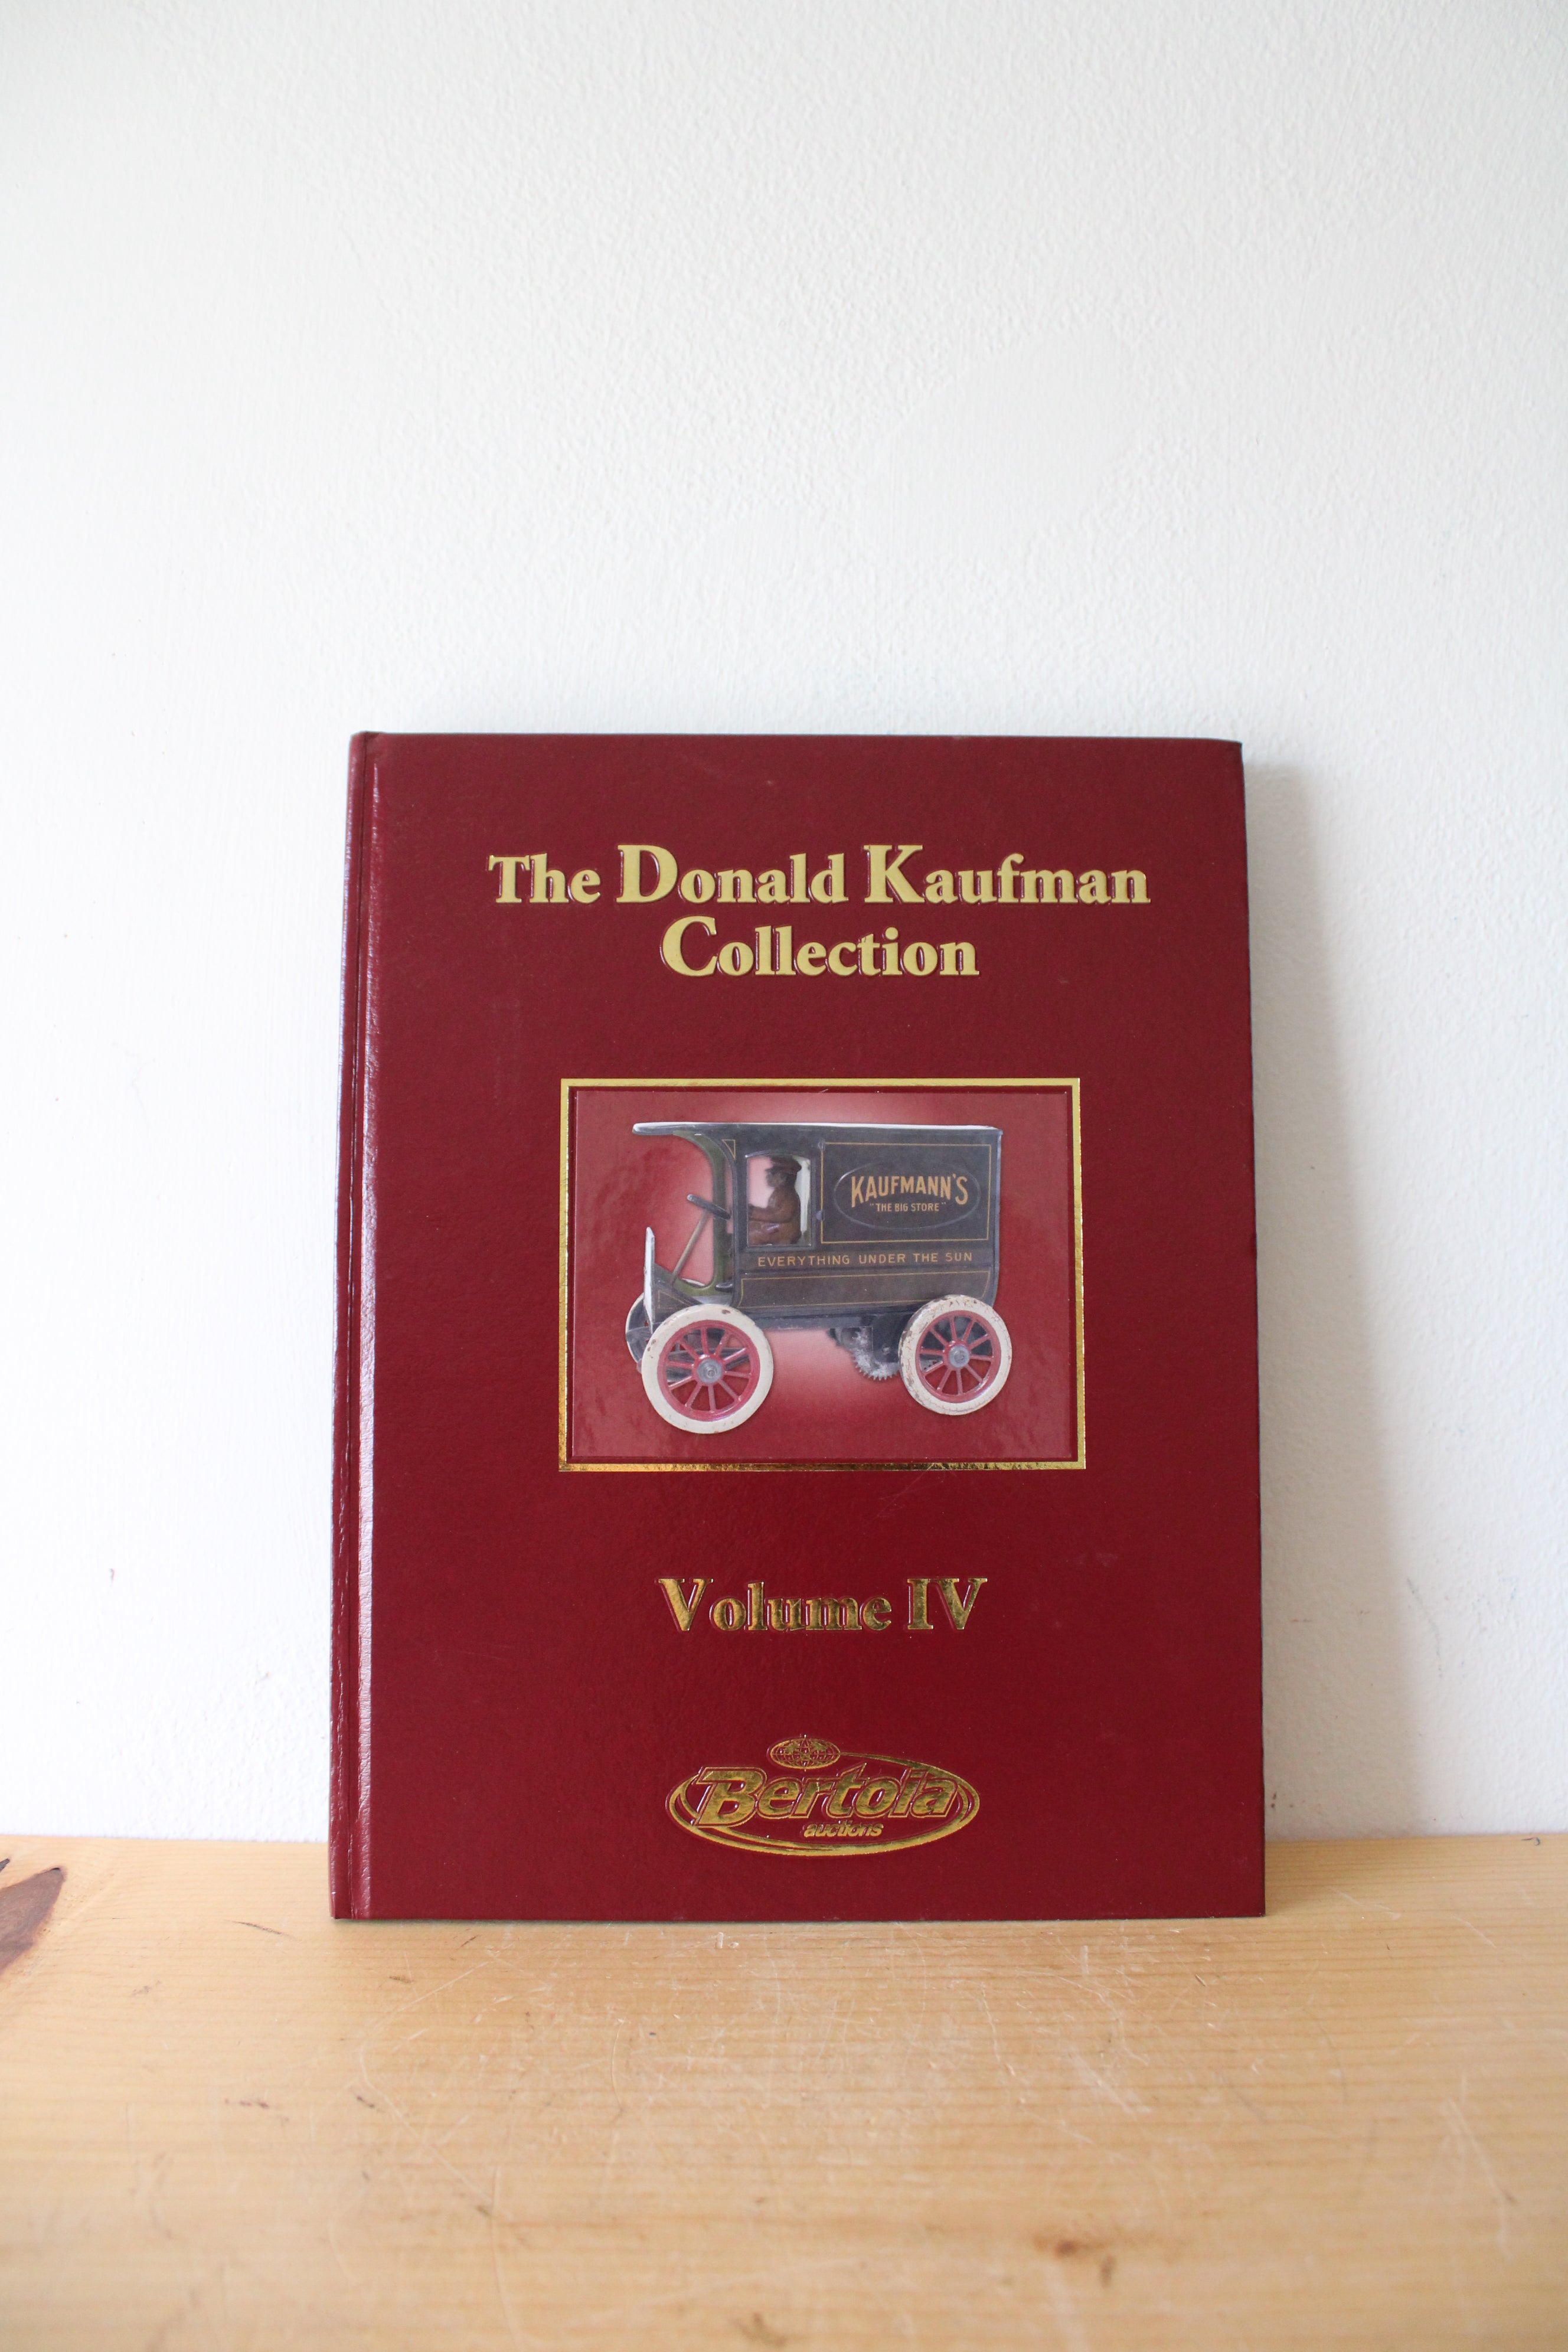 The Donald Kaufman
Collection
KAUFMANN'S
"THE BIG STORE"
EVERYTHING UNDER THE SUN
Volume IV
Bertoia
auctions